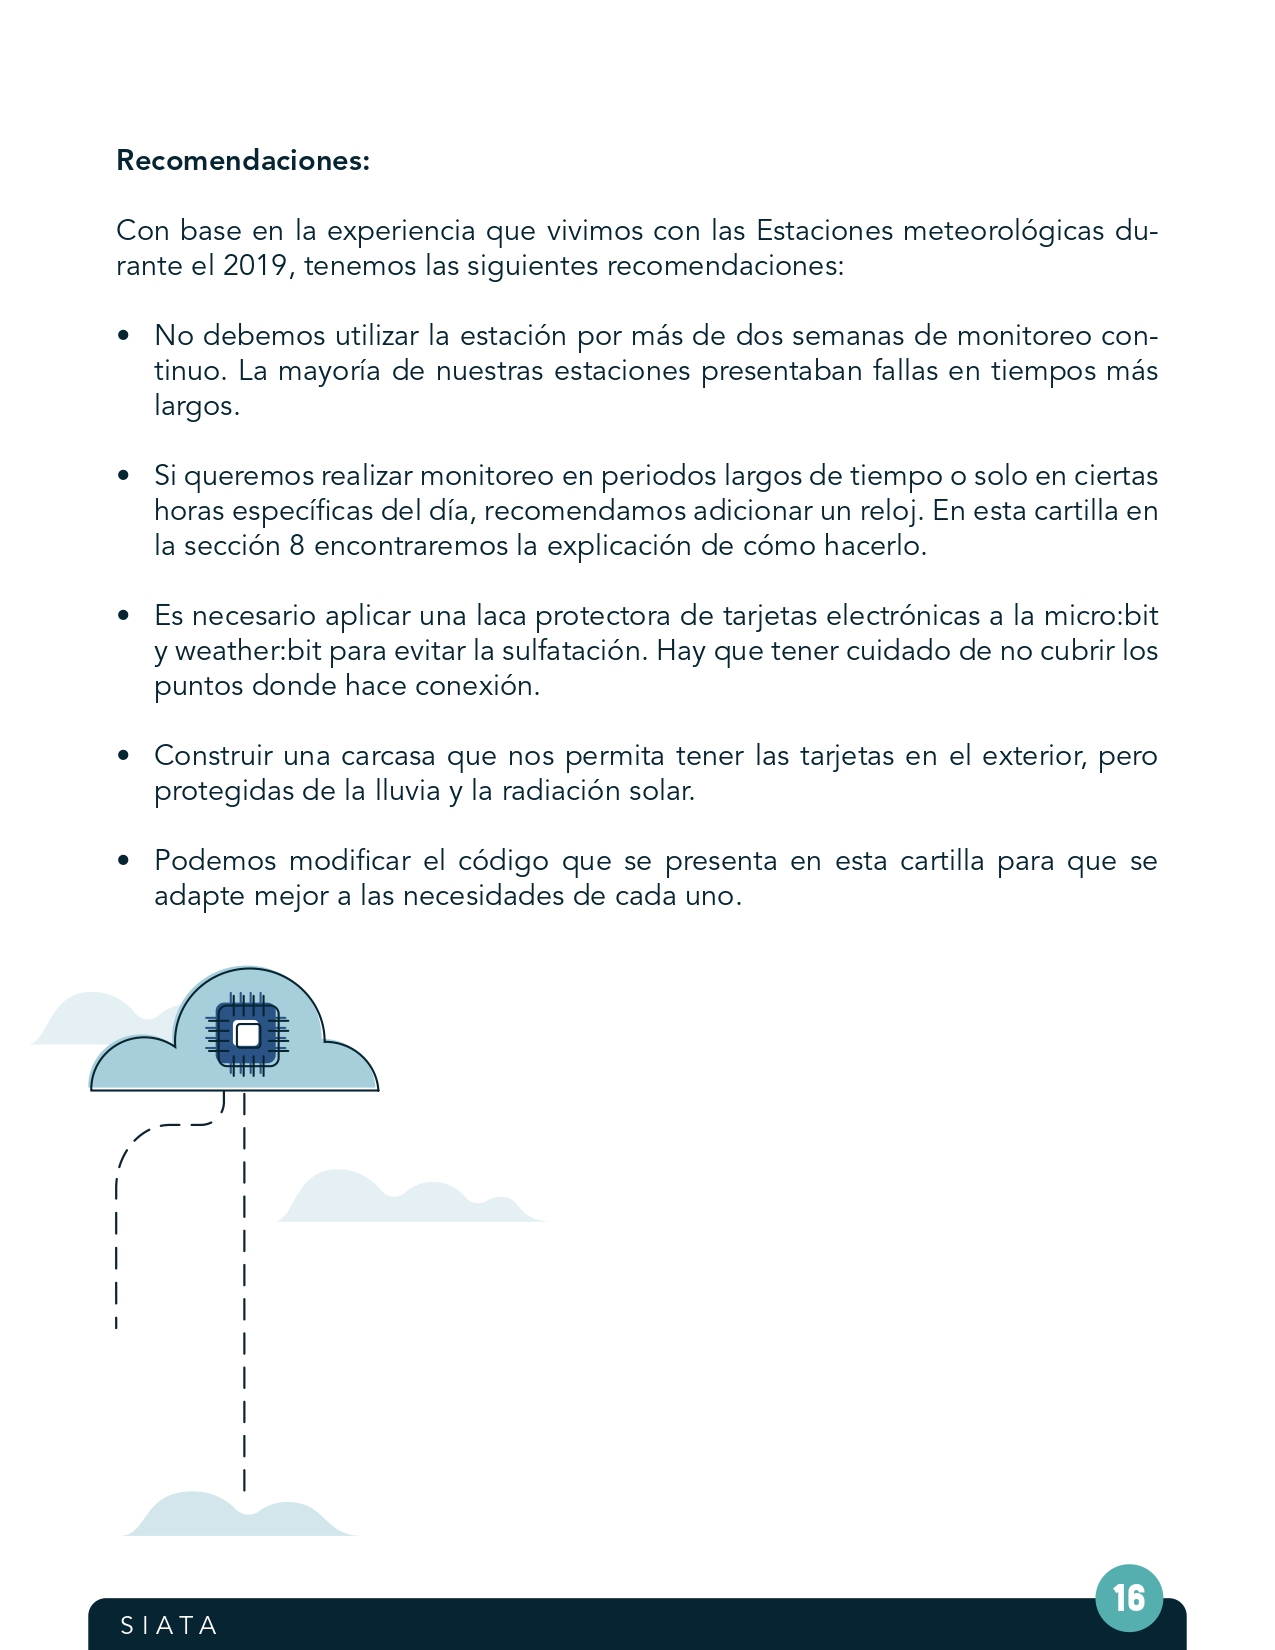 Recomendaciones:
Con base en la experiencia que vivimos con las Estaciones meteorológicas du-
rante el 2019, tenemos las siguientes recomendaciones:
• No debemos utilizar la estación por más de dos semanas de monitoreo con-
tinuo. La mayoría de nuestras estaciones presentaban fallas en tiempos más
largos.
• Si queremos realizar monitoreo en periodos largos de tiempo o solo en ciertas
horas específicas del día, recomendamos adicionar un reloj. En esta cartilla en
la sección 8 encontraremos la explicación de cómo hacerlo.
• Es necesario aplicar una laca protectora de tarjetas electrónicas a la micro:bit
y weather:bit para evitar la sulfatación. Hay que tener cuidado de no cubrir los
puntos donde hace conexión.
• Construir una carcasa que nos permita tener las tarjetas en el exterior, pero
protegidas de la lluvia y la radiación solar.
• Podemos modificar el código que se presenta en esta cartilla para que se
adapte mejor a las necesidades de cada uno.
16
SIATA